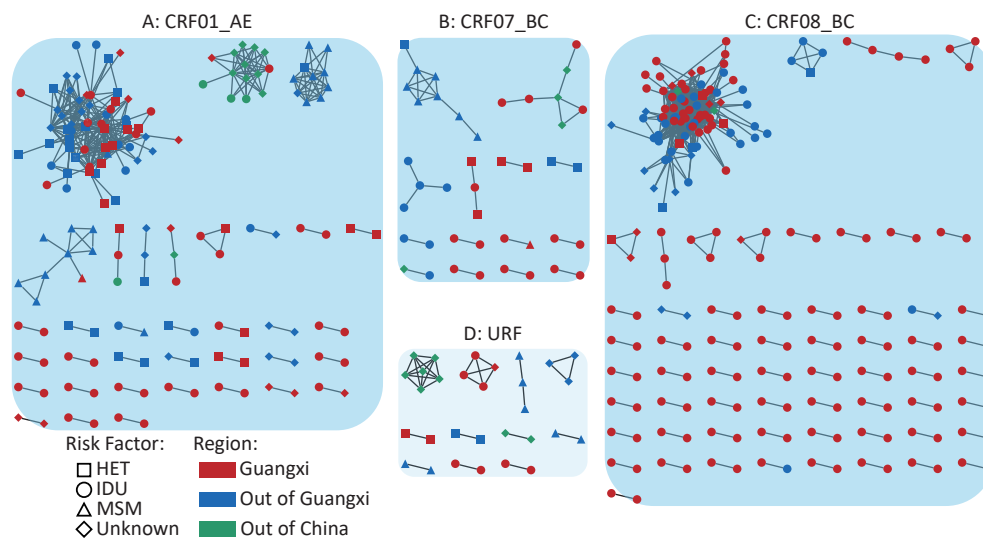 A: CRF01_AE
B: CRF07_BC
C: CRF08_BC
D: URF
Risk Factor:
HET
IDU
MSM
Unknown
Region:
Guangxi
Out of Guangxi
Out of China